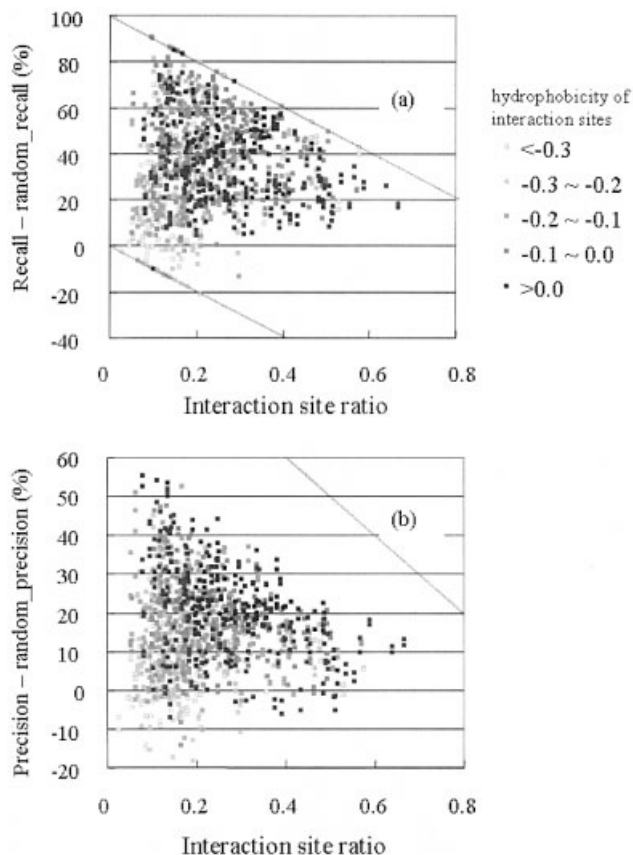 100
80
60
40
20
0
-20
-40
Recall – random_recall (%)
(a)
0 0.2 0.4 0.6 0.8
Interaction site ratio
hydrophobicity of
interaction sites
<-0.3
-0.3 ~ -0.2
-0.2 ~ -0.1
-0.1 ~ 0.0
>0.0
60
50
40
30
20
10
0
-10
-20
Precision – random_precision (%)
(b)
0 0.2 0.4 0.6 0.8
Interaction site ratio